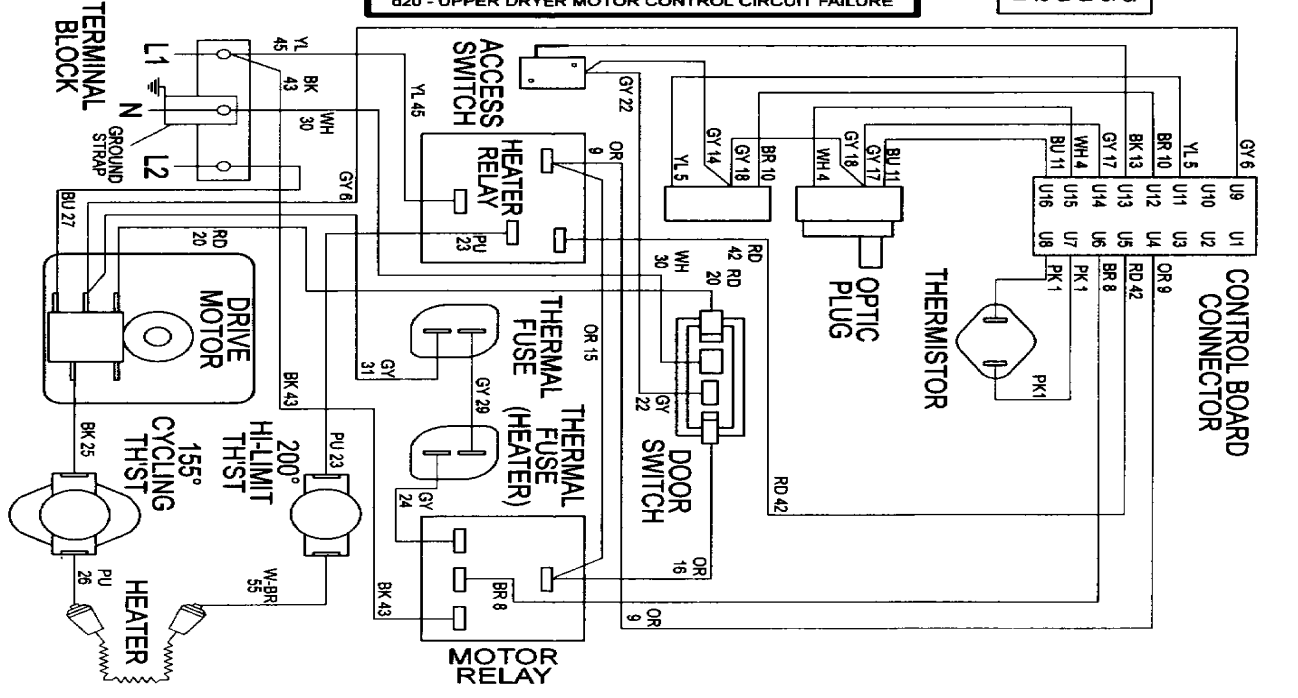 820 - UPPER DRYER MOTOR CONTROL CIRCUIT FAILURE
TERMINAL
BLOCK
L1
N
L2
GROUND
STRAP
YL
45
BK
43
WH
30
YL 45
ACCESS
SWITCH
GY 22
HEATER
RELAY
PU
23
OR
9
GY 6
BU 27
RD
20
DRIVE
MOTOR
YL 5
GY 14
GY 18
BR 10
WH 4
GY 18
GY 17
BU 11
OPTIC
PLUG
BU 11
WH 4
GY 17
BK 13
BR 10
YL 5
GY 6
U16
U15
U14
U13
U12
U11
U10
U9
U8
U7
U6
U5
U4
U3
U2
U1
PK 1
PK 1
BR 8
RD 42
OR 9
CONTROL BOARD
CONNECTOR
THERMISTOR
PK1
RD
42
RD
20
WH
30
THERMAL
FUSE
OR 15
GY
31
GY 29
THERMAL
FUSE
(HEATER)
GY
22
DOOR
SWITCH
RD 42
BK 43
BK 25
155°
CYCLING
TH'ST
200°
HI-LIMIT
TH'ST
PU 23
GY
24
OR
16
BR 8
BK 43
OR
9
PU
26
HEATER
W-BR
55
MOTOR
RELAY